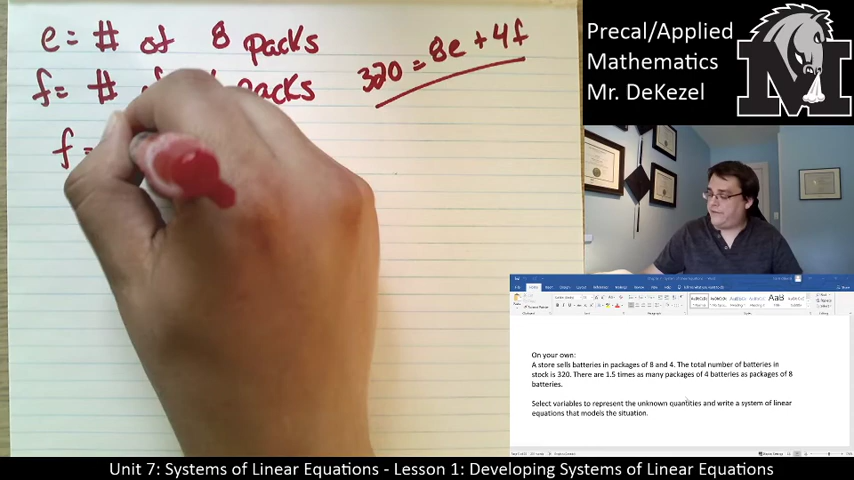 e = # of 8 packs
f = # packs
320 = 8e + 4f
f =
Precal/Applied
Mathematics
Mr. DeKezel
M
On your own:
A store sells batteries in packages of 8 and 4. The total number of batteries in
stock is 320. There are 1.5 times as many packages of 4 batteries as packages of 8
batteries.
Select variables to represent the unknown quantities and write a system of linear
equations that models the situation.
Unit 7: Systems of Linear Equations - Lesson 1: Developing Systems of Linear Equations